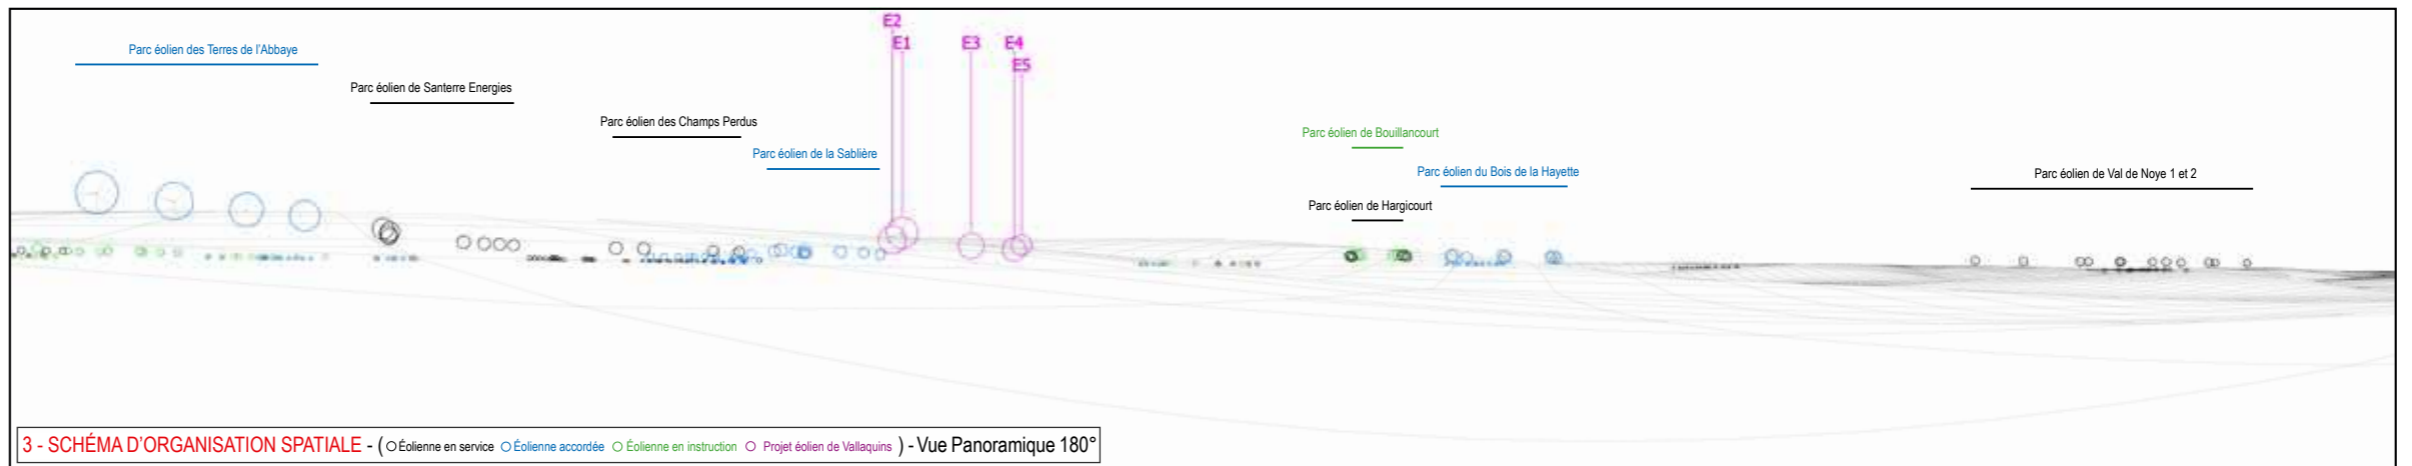 E2
Parc éolien des Terres de l'Abbaye
E1
E3
E4
E5
Parc éolien de Santerre Energies
Parc éolien des Champs Perdus
Parc éolien de la Sablière
Parc éolien de Bouillancourt
Parc éolien du Bois de la Hayette
Parc éolien de Val de Noye 1 et 2
Parc éolien de Hargicourt
3 - SCHÉMA D'ORGANISATION SPATIALE - ( Éolienne en service Éolienne accordée Éolienne en instruction Projet éolien de Vallaquins ) - Vue Panoramique 180°